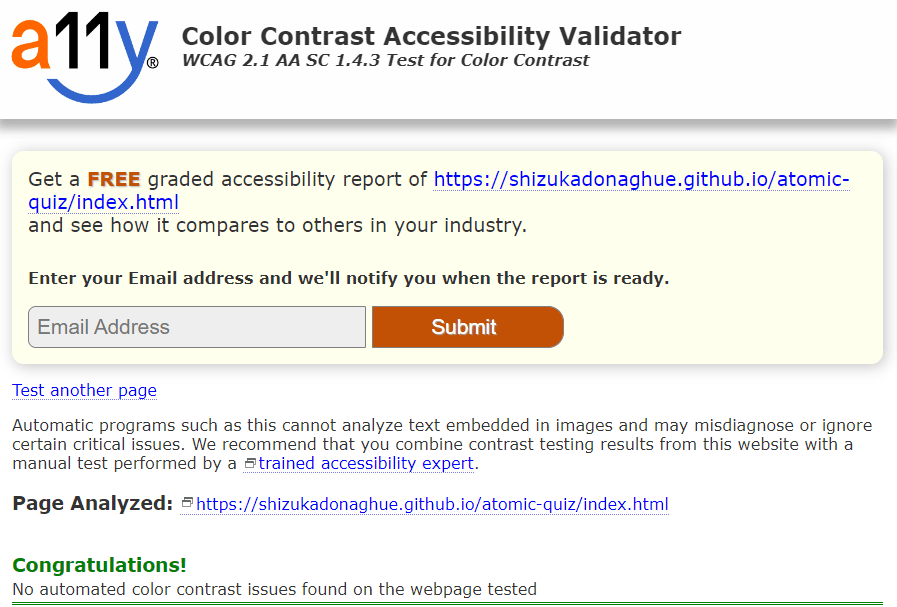 a11y®
Color Contrast Accessibility Validator
WCAG 2.1 AA SC 1.4.3 Test for Color Contrast
Get a FREE graded accessibility report of https://shizukadonaghue.github.io/atomic-
quiz/index.html
and see how it compares to others in your industry.
Enter your Email address and we'll notify you when the report is ready.
Email Address
Submit
Test another page
Automatic programs such as this cannot analyze text embedded in images and may misdiagnose or ignore
certain critical issues. We recommend that you combine contrast testing results from this website with a
manual test performed by a trained accessibility expert.
Page Analyzed: https://shizukadonaghue.github.io/atomic-quiz/index.html
Congratulations!
No automated color contrast issues found on the webpage tested